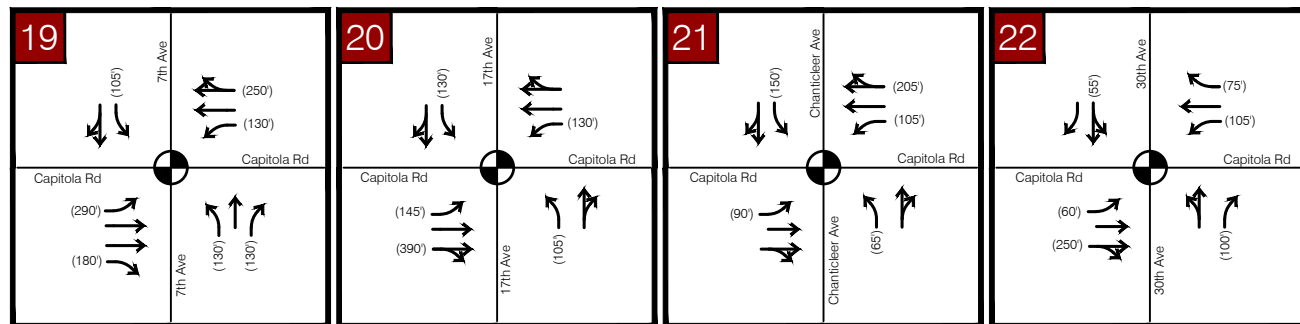 19
7th Ave
(105')
(250')
(130')
Capitola Rd
Capitola Rd
(290')
(180')
(130')
(130')
7th Ave
20
17th Ave
(130')
(130')
Capitola Rd
Capitola Rd
(145')
(390')
(105')
17th Ave
21
Chanticleer Ave
(150')
(205')
(105')
Capitola Rd
Capitola Rd
(90')
(65')
Chanticleer Ave
22
30th Ave
(55')
(75')
(105')
Capitola Rd
Capitola Rd
(60')
(250')
(100')
30th Ave